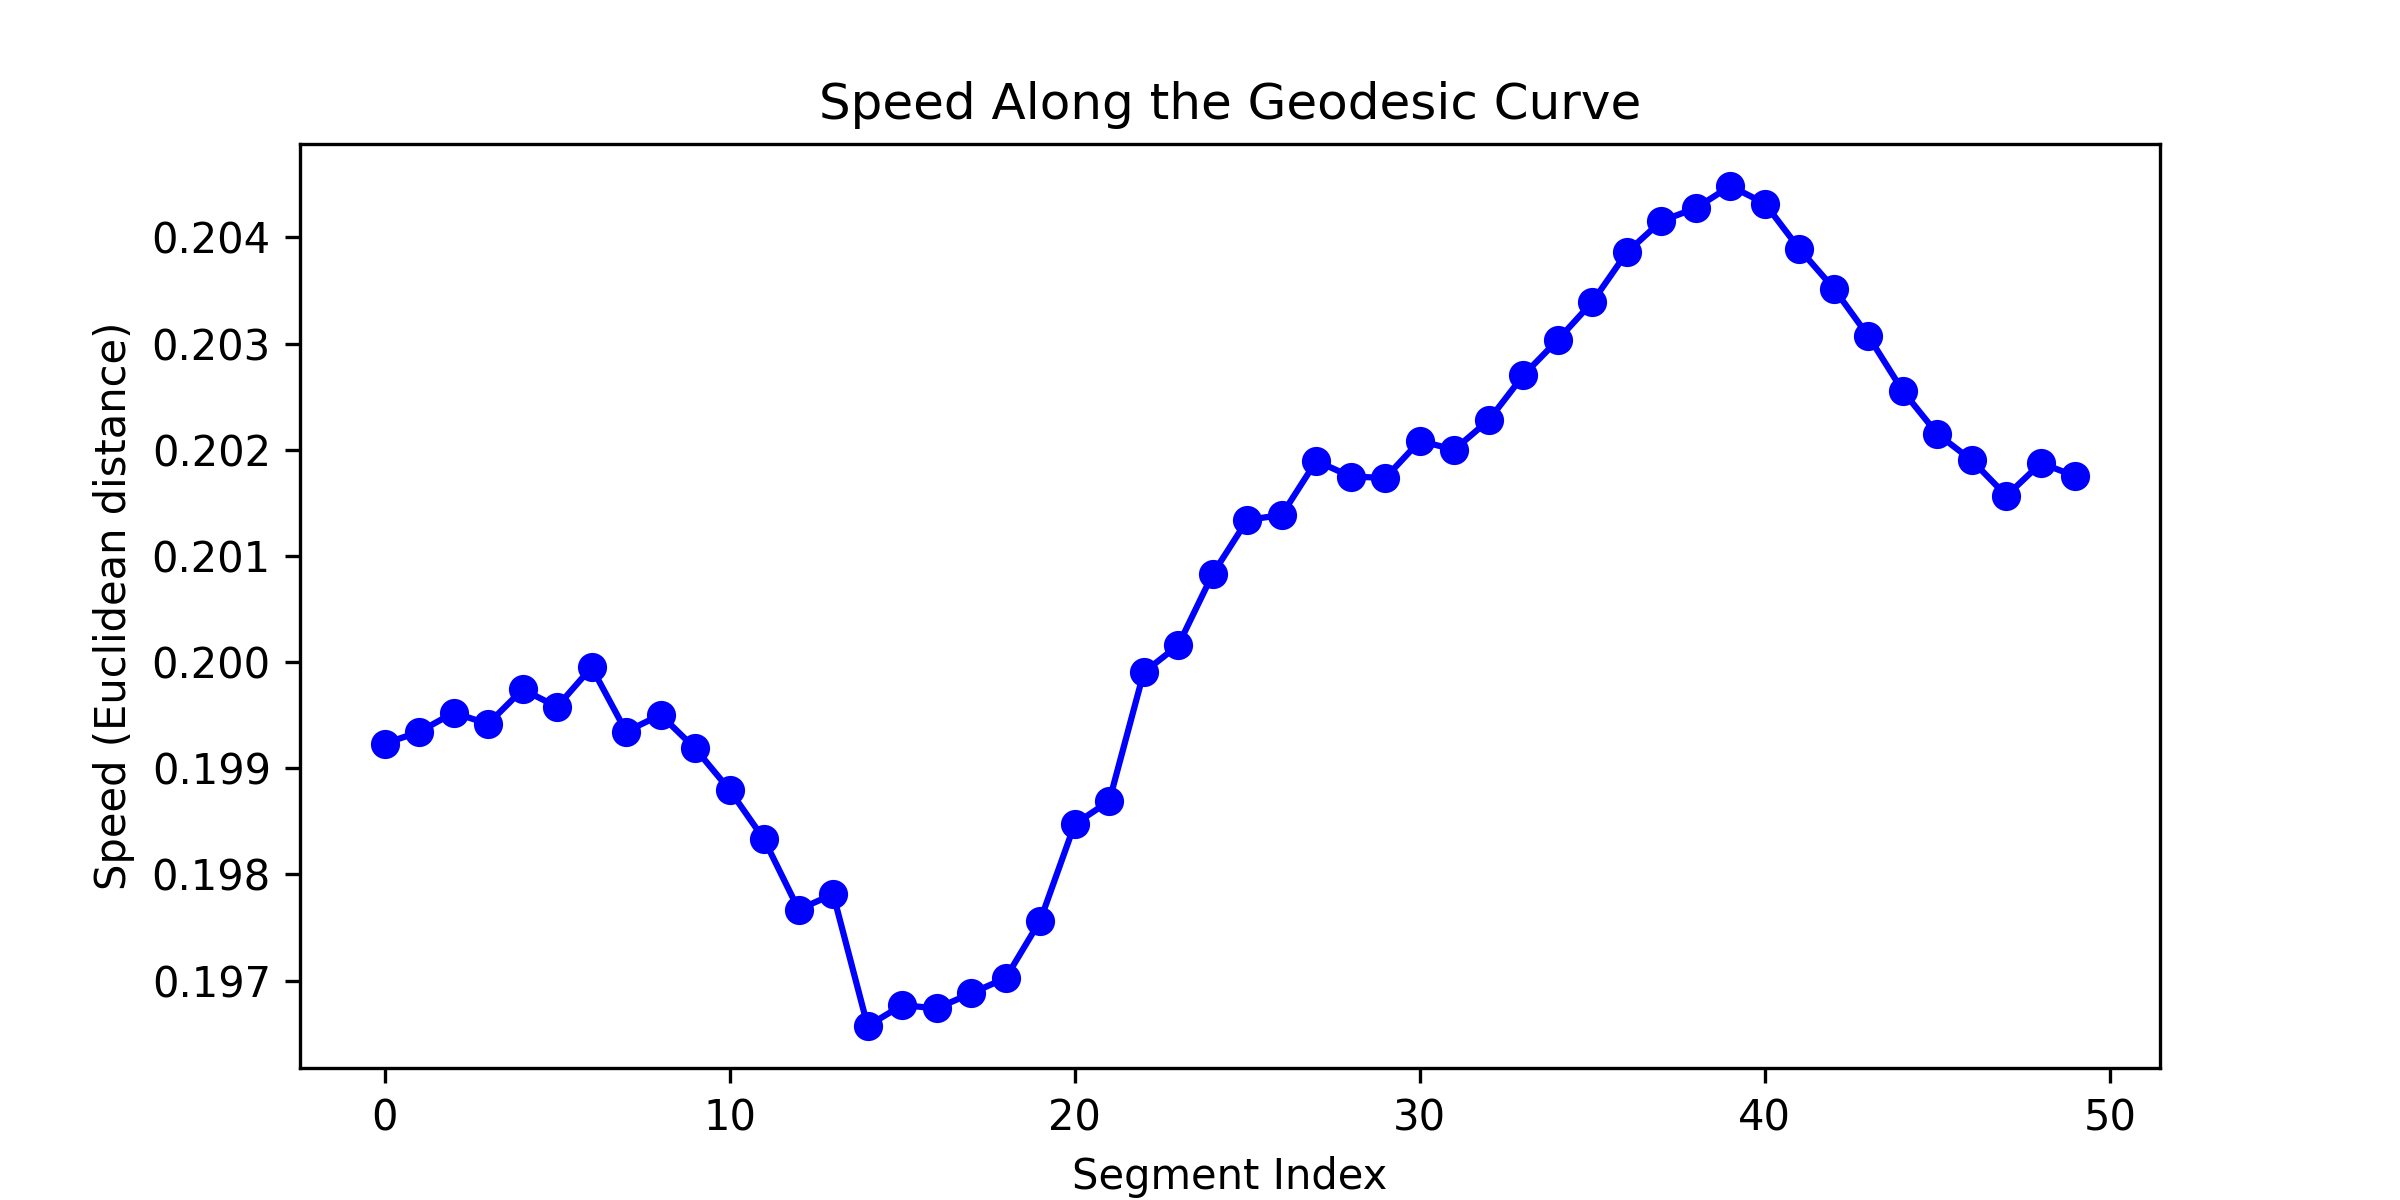 Speed Along the Geodesic Curve
Speed (Euclidean distance)
0.204
0.203
0.202
0.201
0.200
0.199
0.198
0.197
0 10 20 30 40 50
Segment Index